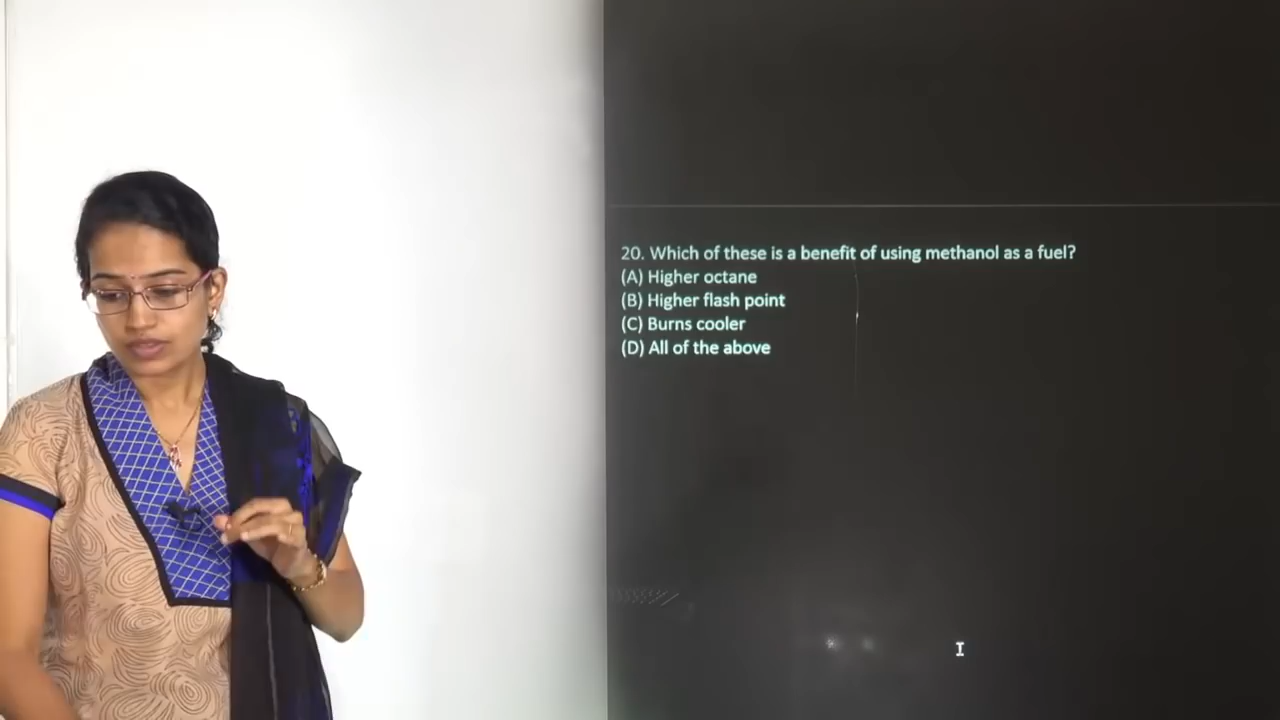 20. Which of these is a benefit of using methanol as a fuel?
(A) Higher octane
(B) Higher flash point
(C) Burns cooler
(D) All of the above